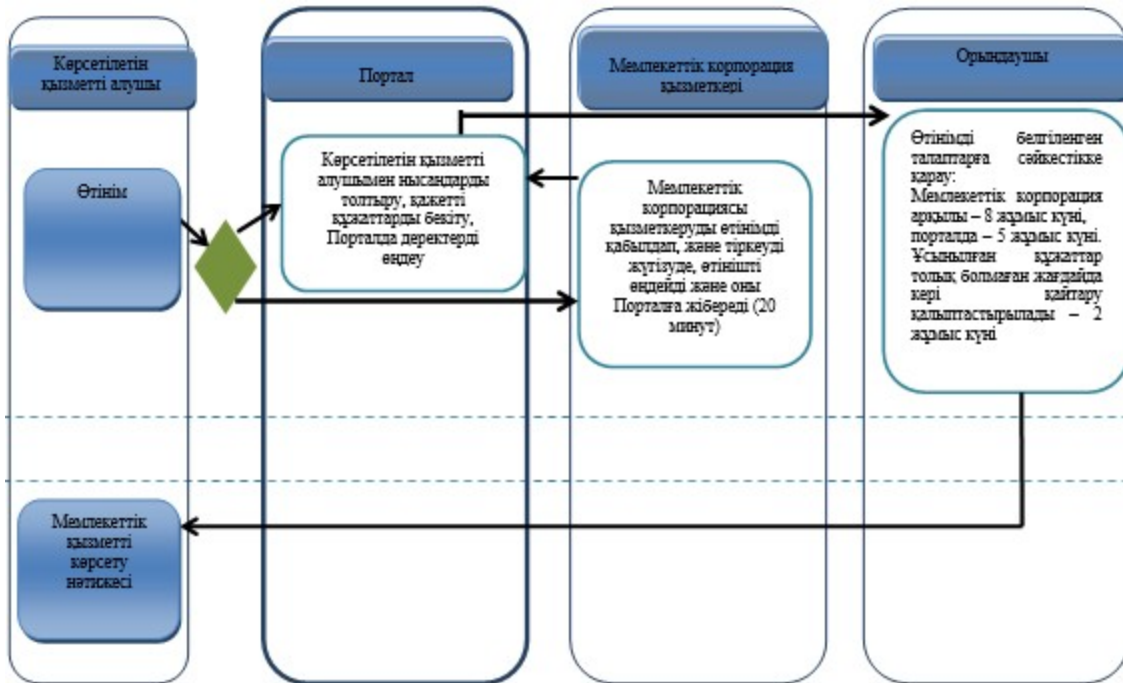 Көрсетілетін
қызметті алушы
Портал
Мемлекеттік корпорация
қызметкері
Орындаушы
Өтінім
Көрсетілетін қызметті
алушымен нысандарды
толтыру, қажетті
құжаттарды бекіту,
Порталда деректерді
өңдеу
Мемлекеттік
корпорациясы
қызметкеруды өтінімді
қабылдап, және тіркеуді
жүгізуде, өтінішті
өңдейді және оны
Порталға жібереді (20
минут)
Өтінімді белгіленген
талаптарға сәйкестікке
қарау:
Мемлекеттік корпорация
арқылы – 8 жұмыс күні,
порталда – 5 жұмыс күні.
Ұсынылған құжаттар
толық болмаған жағдайда
кері қайтару
қалыптастырылады – 2
жұмыс күні
Мемлекеттік
қызметті
көрсету
нәтижесі